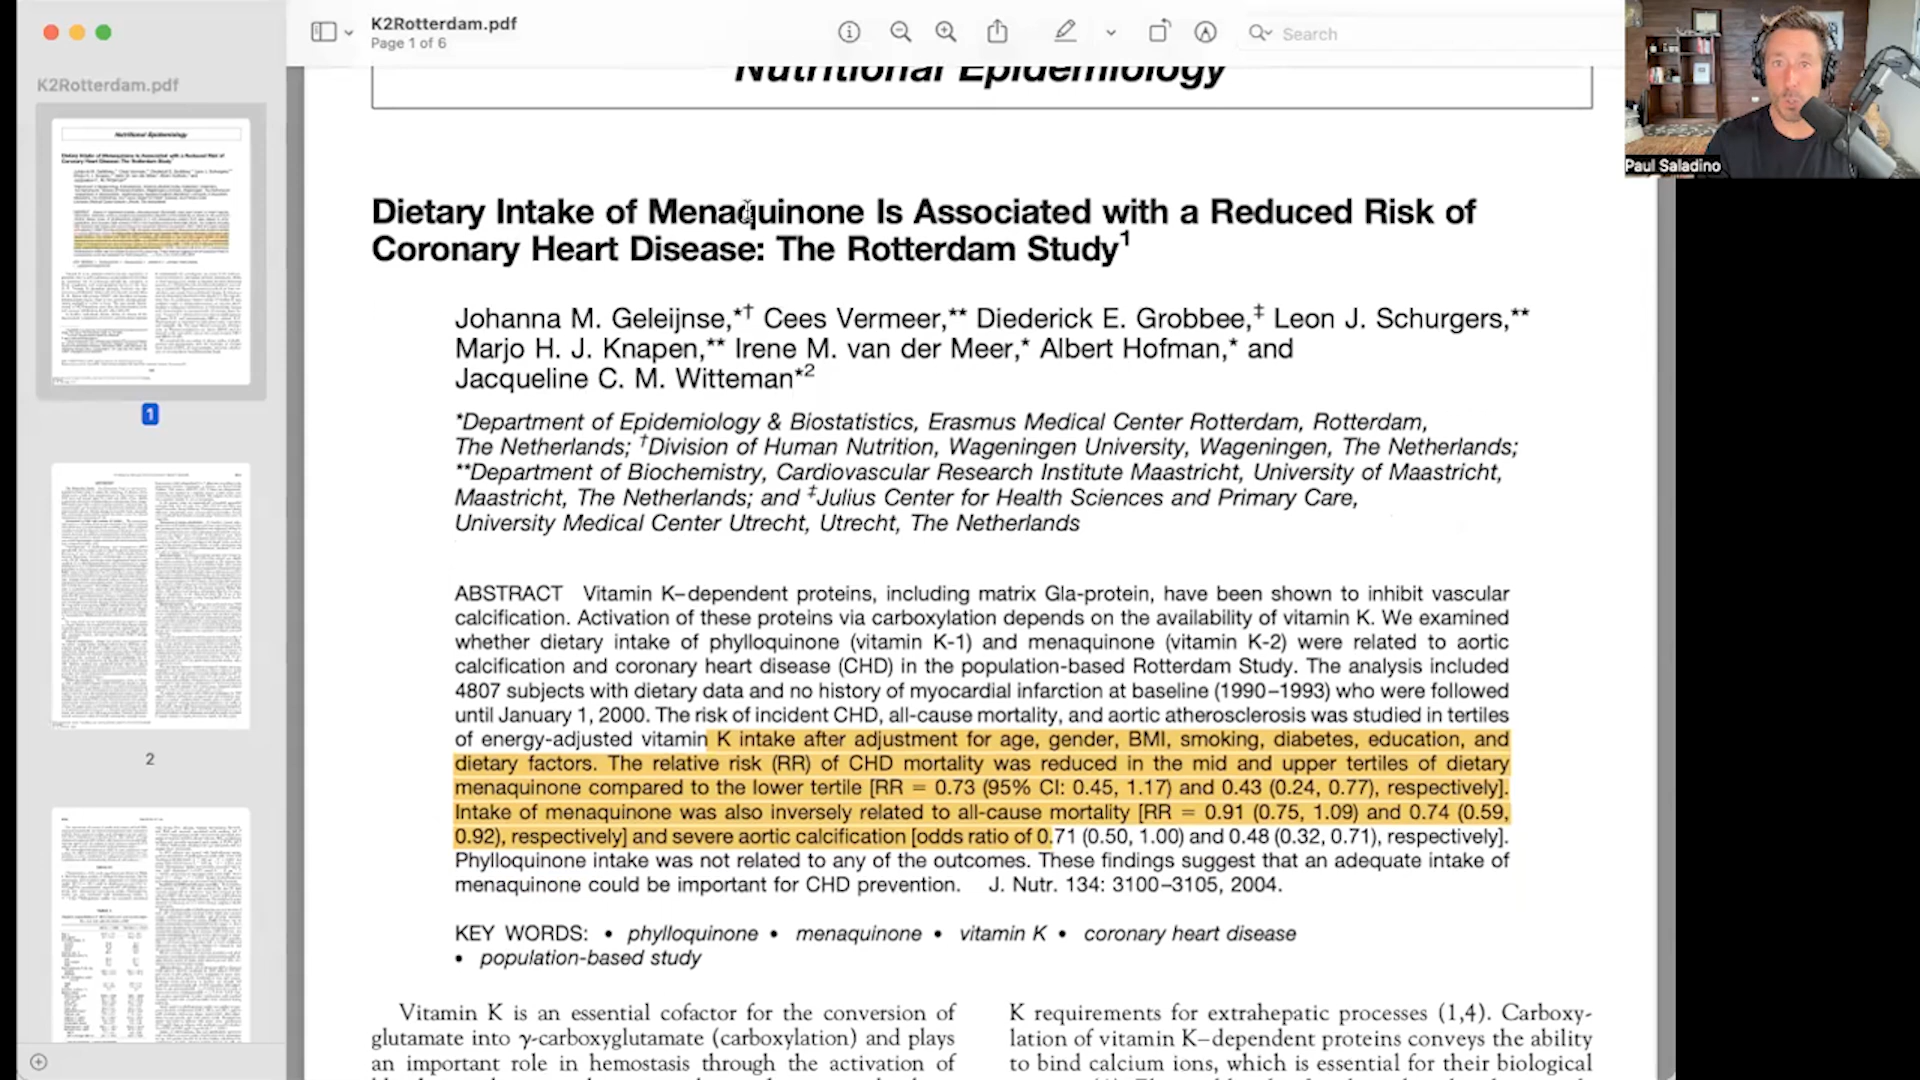 K2Rotterdam.pdf
Page 1 of 6
Search
K2Rotterdam.pdf
1
2
Paul Saladino
Nutritional Epidemiology
Dietary Intake of Menaquinone Is Associated with a Reduced Risk of
Coronary Heart Disease: The Rotterdam Study1
Johanna M. Geleijnse,*† Cees Vermeer,** Diederick E. Grobbee,‡ Leon J. Schurgers,**
Marjo H. J. Knapen,** Irene M. van der Meer,* Albert Hofman,* and
Jacqueline C. M. Witteman*2
*Department of Epidemiology & Biostatistics, Erasmus Medical Center Rotterdam, Rotterdam,
The Netherlands; †Division of Human Nutrition, Wageningen University, Wageningen, The Netherlands;
**Department of Biochemistry, Cardiovascular Research Institute Maastricht, University of Maastricht,
Maastricht, The Netherlands; and ‡Julius Center for Health Sciences and Primary Care,
University Medical Center Utrecht, Utrecht, The Netherlands
ABSTRACT Vitamin K–dependent proteins, including matrix Gla-protein, have been shown to inhibit vascular
calcification. Activation of these proteins via carboxylation depends on the availability of vitamin K. We examined
whether dietary intake of phylloquinone (vitamin K-1) and menaquinone (vitamin K-2) were related to aortic
calcification and coronary heart disease (CHD) in the population-based Rotterdam Study. The analysis included
4807 subjects with dietary data and no history of myocardial infarction at baseline (1990–1993) who were followed
until January 1, 2000. The risk of incident CHD, all-cause mortality, and aortic atherosclerosis was studied in tertiles
of energy-adjusted vitamin K intake after adjustment for age, gender, BMI, smoking, diabetes, education, and
dietary factors. The relative risk (RR) of CHD mortality was reduced in the mid and upper tertiles of dietary
menaquinone compared to the lower tertile [RR = 0.73 (95% CI: 0.45, 1.17) and 0.43 (0.24, 0.77), respectively].
Intake of menaquinone was also inversely related to all-cause mortality [RR = 0.91 (0.75, 1.09) and 0.74 (0.59,
0.92), respectively] and severe aortic calcification [odds ratio of 0.71 (0.50, 1.00) and 0.48 (0.32, 0.71), respectively].
Phylloquinone intake was not related to any of the outcomes. These findings suggest that an adequate intake of
menaquinone could be important for CHD prevention. J. Nutr. 134: 3100–3105, 2004.
KEY WORDS: • phylloquinone • menaquinone • vitamin K • coronary heart disease
• population-based study
Vitamin K is an essential cofactor for the conversion of
glutamate into γ-carboxyglutamate (carboxylation) and plays
an important role in hemostasis through the activation of
K requirements for extrahepatic processes (1,4). Carboxy-
lation of vitamin K–dependent proteins conveys the ability
to bind calcium ions, which is essential for their biological